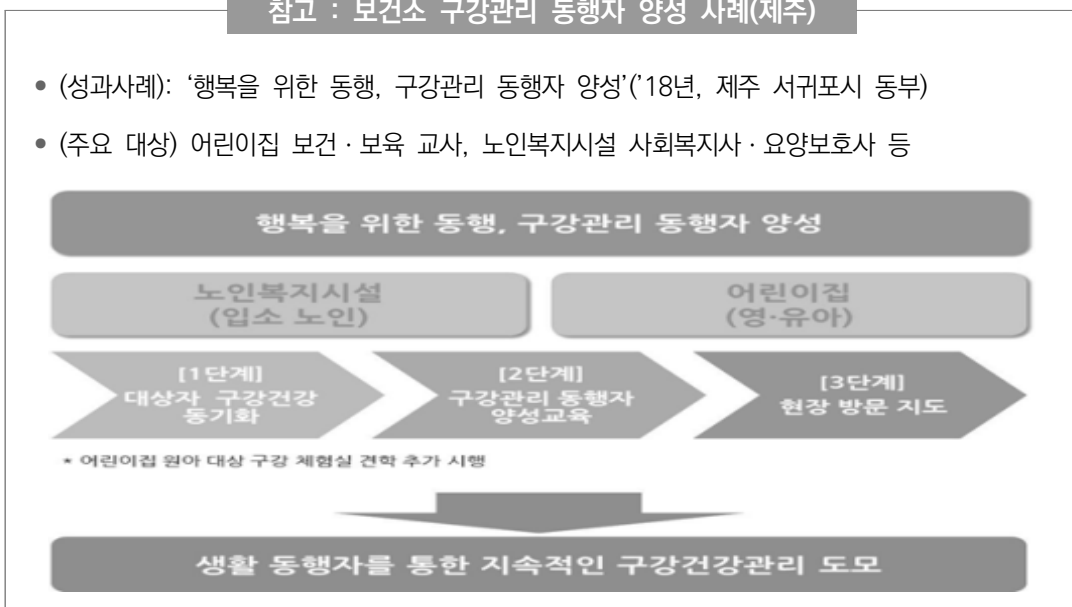 참고 : 보건소 구강관리 동행자 양성 사례(제주)
• (성과사례): ‘행복을 위한 동행, 구강관리 동행자 양성’(’18년, 제주 서귀포시 동부)
• (주요 대상) 어린이집 보건·보육 교사, 노인복지시설 사회복지사·요양보호사 등
행복을 위한 동행, 구강관리 동행자 양성
노인복지시설
(입소 노인)
어린이집
(영·유아)
[1단계]
대상자 구강건강
동기화
[2단계]
구강관리 동행자
양성교육
[3단계]
현장 방문 지도
* 어린이집 원아 대상 구강 체험실 견학 추가 시행
생활 동행자를 통한 지속적인 구강건강관리 도모